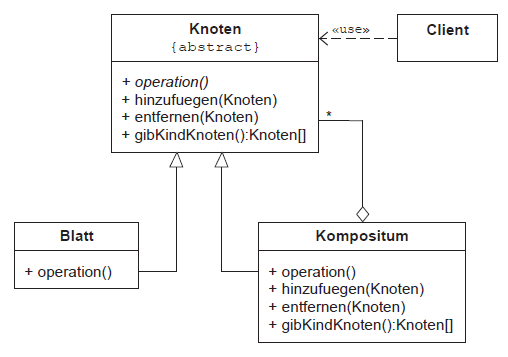 Knoten
{abstract}
+ operation()
+ hinzufuegen(Knoten)
+ entfernen(Knoten)
+ gibKindKnoten():Knoten[]
«use»
Client
*
Blatt
+ operation()
Kompositum
+ operation()
+ hinzufuegen(Knoten)
+ entfernen(Knoten)
+ gibKindKnoten():Knoten[]